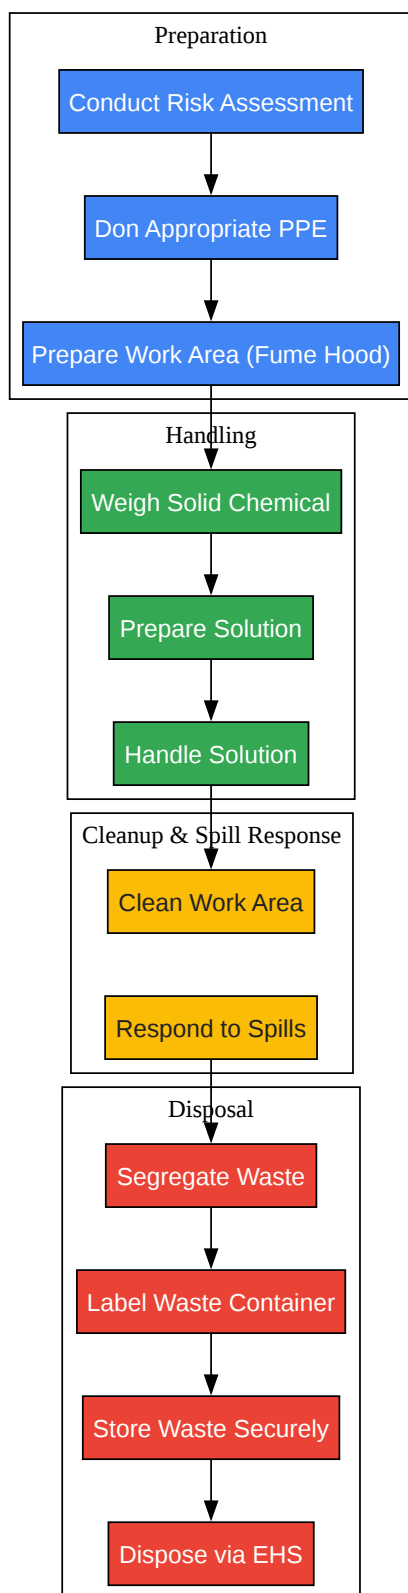 Preparation
Conduct Risk Assessment
Don Appropriate PPE
Prepare Work Area (Fume Hood)
Handling
Weigh Solid Chemical
Prepare Solution
Handle Solution
Cleanup & Spill Response
Clean Work Area
Respond to Spills
Disposal
Segregate Waste
Label Waste Container
Store Waste Securely
Dispose via EHS